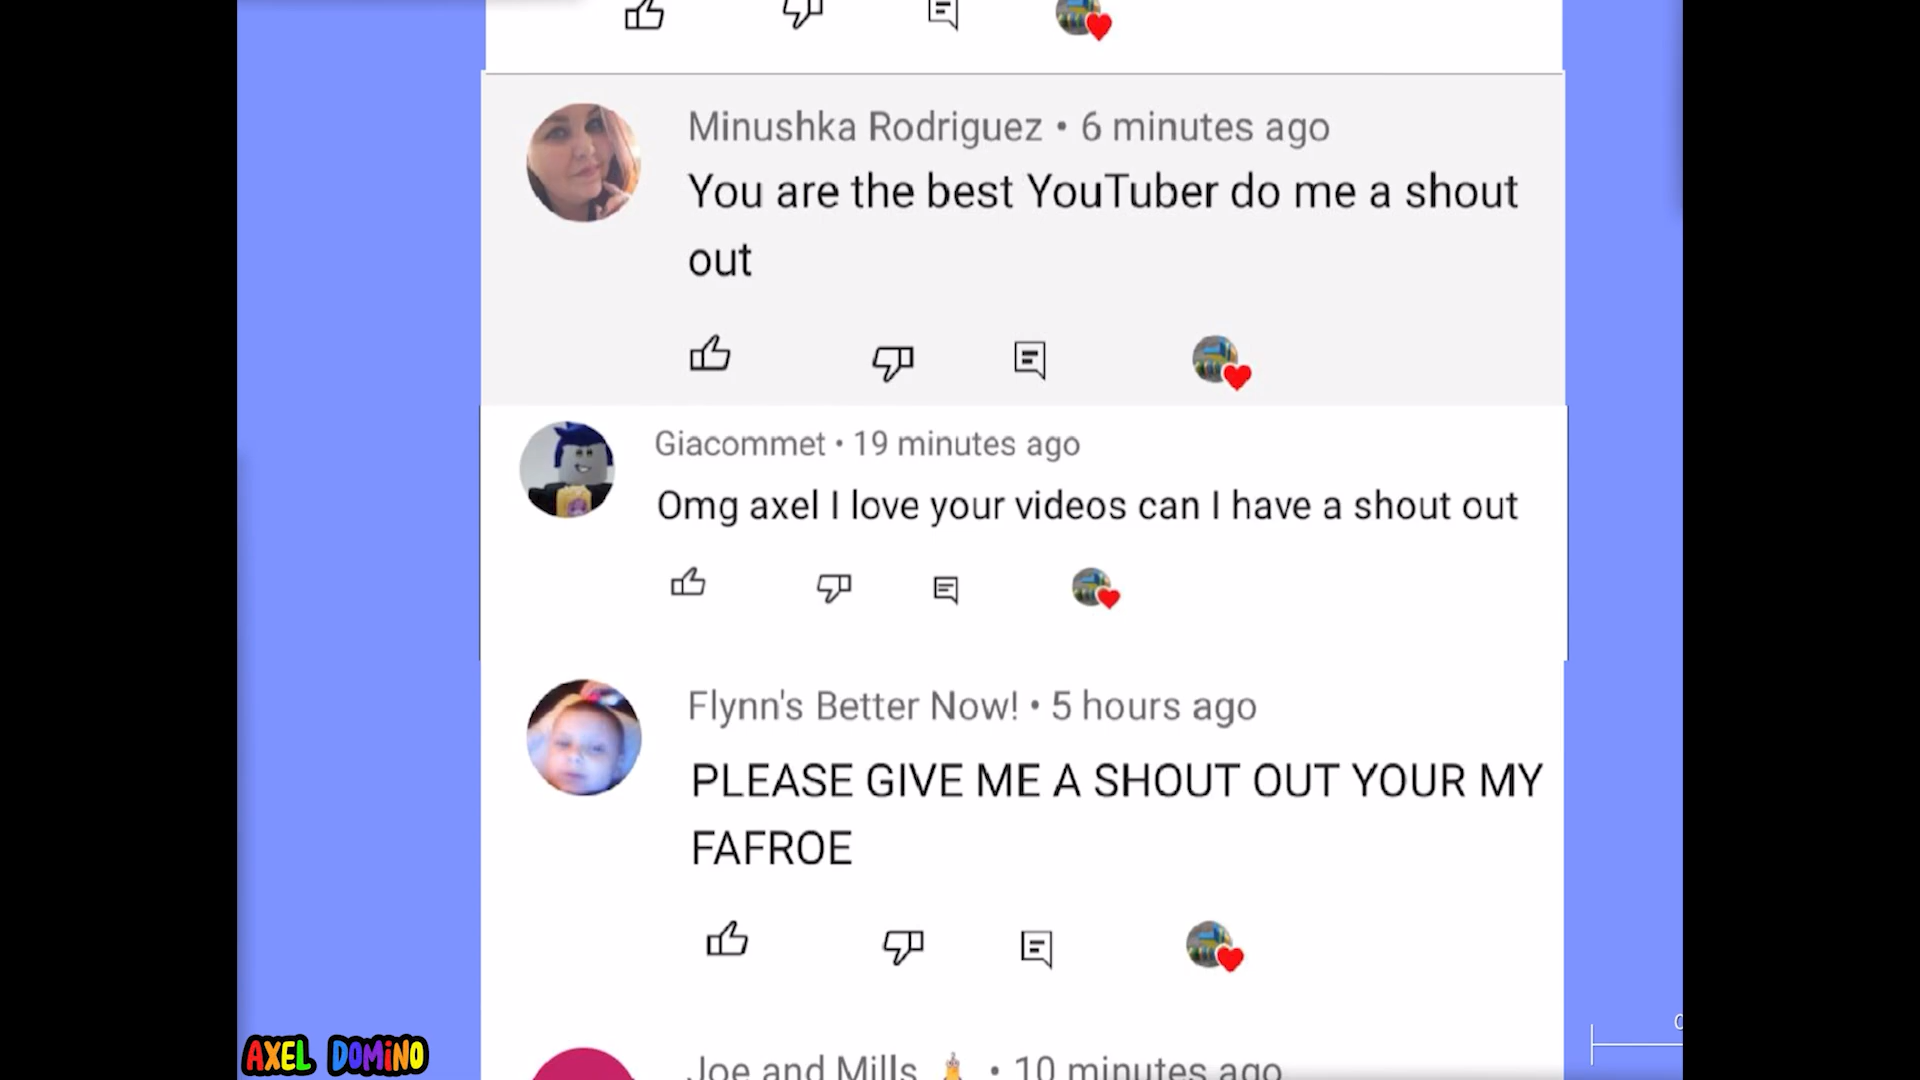 Minushka Rodriguez • 6 minutes ago
You are the best YouTuber do me a shout
out
Giacommet • 19 minutes ago
Omg axel I love your videos can I have a shout out
Flynn's Better Now! • 5 hours ago
PLEASE GIVE ME A SHOUT OUT YOUR MY
FAFROE
Joe and Mills • 10 minutes ago
AXEL DOMINO